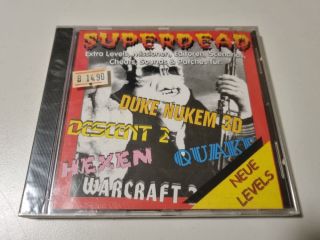 SUPERDEAD
Extra Levels, Missionen, Editoren, Scenarios,
Cheats, Sounds & Patches für:
DUKE NUKEM 3D
DESCENT 2
HEXEN
QUAKE
WARCRAFT 2
NEUE
LEVELS